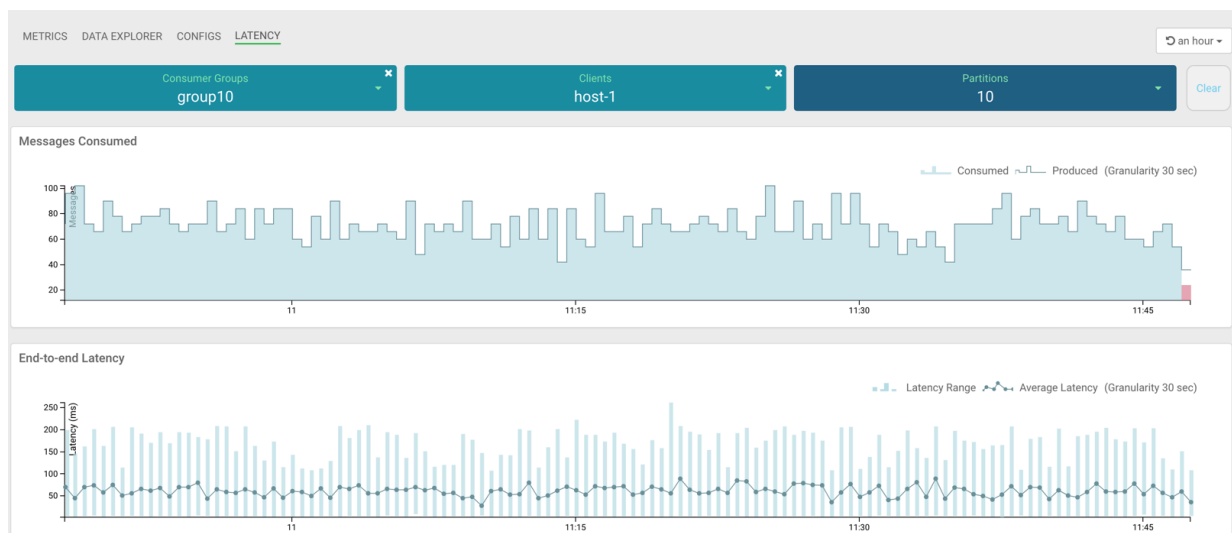 METRICS DATA EXPLORER CONFIGS LATENCY
an hour
Consumer Groups
group10
Clients
host-1
Partitions
10
Clear
Messages Consumed
Consumed Produced (Granularity 30 sec)
Messages
100
80
60
40
20
11 11:15 11:30 11:45
End-to-end Latency
Latency Range Average Latency (Granularity 30 sec)
Latency (ms)
250
200
150
100
50
11 11:15 11:30 11:45